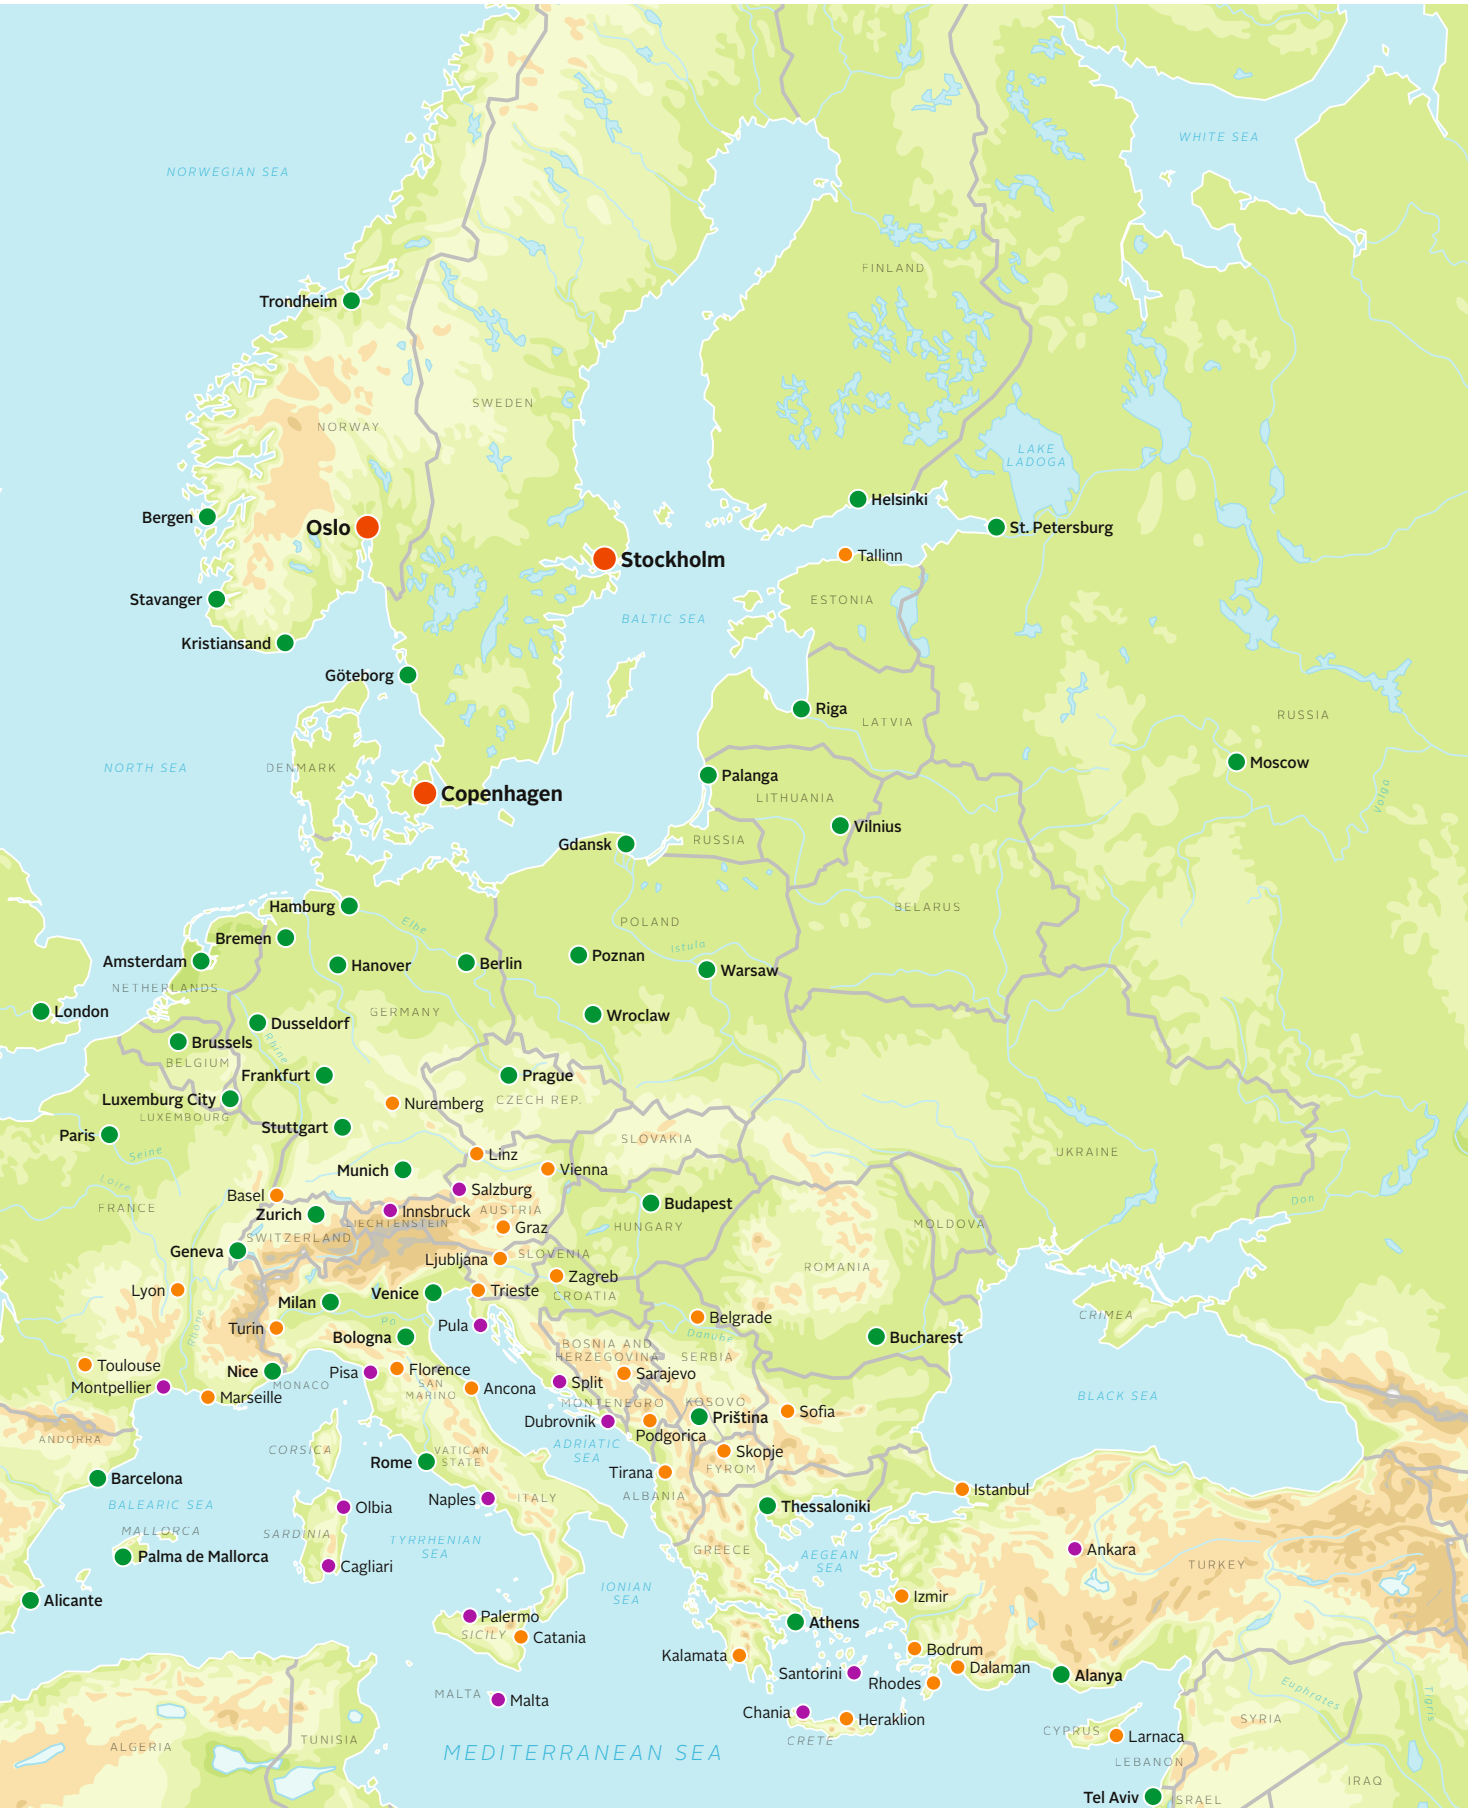 WHITE SEA
NORWEGIAN SEA
FINLAND
Trondheim
SWEDEN
NORWAY
LAKE
LADOGA
Helsinki
Bergen
Oslo
St. Petersburg
Stockholm
Tallinn
Stavanger
ESTONIA
BALTIC SEA
Kristiansand
Göteborg
Riga
LATVIA
RUSSIA
NORTH SEA
DENMARK
Moscow
Palanga
Copenhagen
LITHUANIA
Volga
Vilnius
Gdansk
RUSSIA
Hamburg
BELARUS
Elbe
POLAND
Bremen
Istula
Amsterdam
Hanover
Berlin
Poznan
Warsaw
NETHERLANDS
London
GERMANY
Wroclaw
Dusseldorf
Brussels
Rhine
BELGIUM
Frankfurt
Prague
Luxemburg City
CZECH REP.
Nuremberg
LUXEMBOURG
Paris
Stuttgart
SLOVAKIA
Seine
UKRAINE
Linz
Munich
Vienna
Loire
Salzburg
Basel
Don
FRANCE
Zurich
Innsbruck
AUSTRIA
Budapest
LIECHTENSTEIN
Graz
HUNGARY
MOLDOVA
SWITZERLAND
Geneva
Ljubljana
SLOVENIA
ROMANIA
Zagreb
Lyon
Venice
Trieste
CROATIA
Milan
CRIMEA
Rhône
Po
Belgrade
Turin
Pula
Bologna
Danube
Bucharest
BOSNIA AND
HERZEGOVINA
SERBIA
Toulouse
Nice
Pisa
Florence
Sarajevo
Montpellier
MONACO
SAN
MARINO
Ancona
Split
Marseille
MONTENEGRO
KOSOVO
BLACK SEA
Sofia
Dubrovnik
Priština
Podgorica
ANDORRA
CORSICA
VATICAN
STATE
ADRIATIC
SEA
Skopje
Rome
FYROM
Tirana
Barcelona
Istanbul
ALBANIA
Naples
ITALY
BALEARIC SEA
Olbia
Thessaloniki
MALLORCA
SARDINIA
TYRRHENIAN
SEA
GREECE
Ankara
Palma de Mallorca
AEGEAN
SEA
TURKEY
Cagliari
IONIAN
SEA
Alicante
Izmir
Palermo
Athens
SICILY
Catania
Kalamata
Bodrum
Santorini
Dalaman
Rhodes
Alanya
MALTA
Malta
Euphrates
Tigris
Chania
Heraklion
SYRIA
CYPRUS
Larnaca
CRETE
TUNISIA
ALGERIA
MEDITERRANEAN SEA
LEBANON
IRAQ
Tel Aviv
ISRAEL